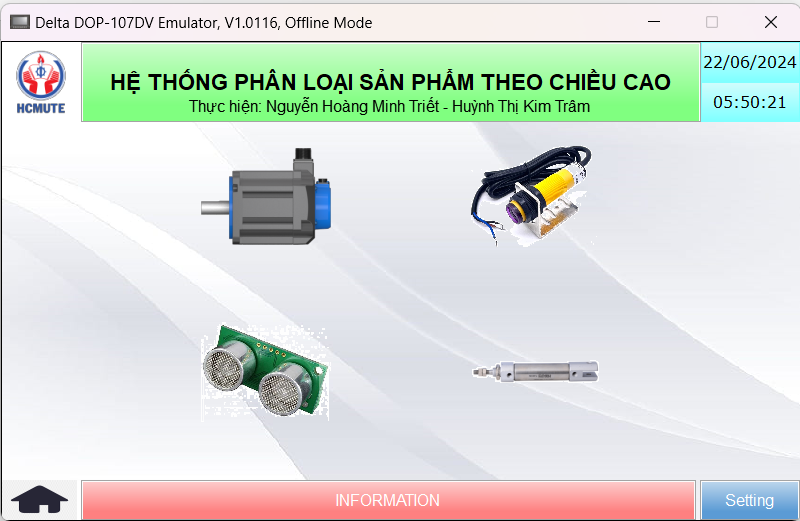 Delta DOP-107DV Emulator, V1.0116, Offline Mode
HCMUTE
HỆ THỐNG PHÂN LOẠI SẢN PHẨM THEO CHIỀU CAO
Thực hiện: Nguyễn Hoàng Minh Triết - Huỳnh Thị Kim Trâm
22/06/2024
05:50:21
INFORMATION
Setting